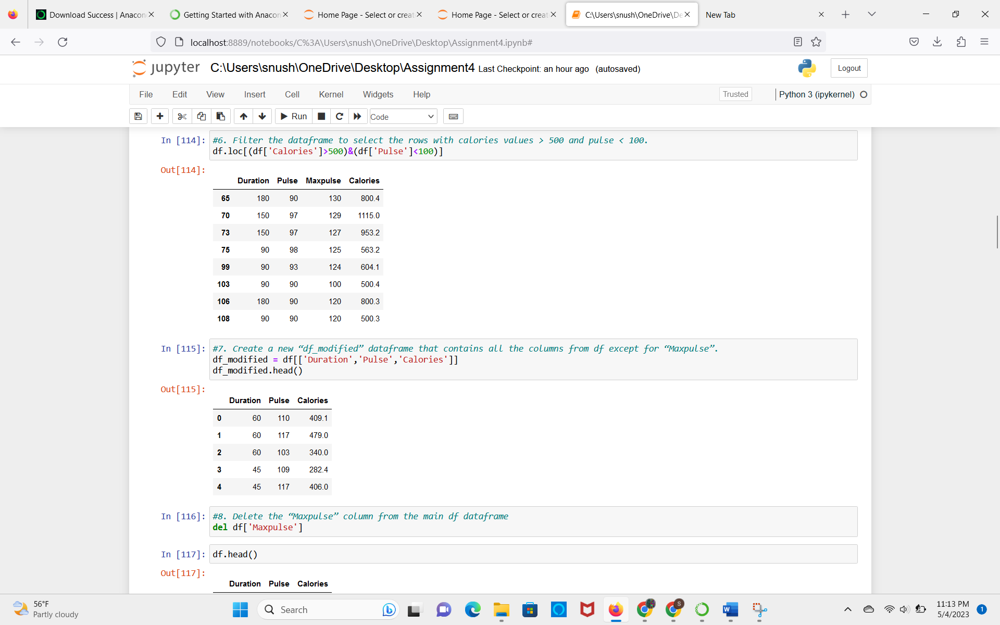 Download Success | Anacon
Getting Started with Anacon
Home Page - Select or creat
Home Page - Select or creat
C:\Users\snush\OneDrive\De
New Tab
localhost:8889/notebooks/C%3A\Users\snush\OneDrive\Desktop\Assignment4.ipynb#
jupyter C:\Users\snush\OneDrive\Desktop\Assignment4 Last Checkpoint: an hour ago (autosaved)
Logout
File Edit View Insert Cell Kernel Widgets Help
Trusted
Python 3 (ipykernel)
Run
Code
In [114]: #6. Filter the dataframe to select the rows with calories values > 500 and pulse < 100.
df.loc[(df['Calories']>500)&(df['Pulse']<100)]
Out[114]:
Duration Pulse Maxpulse Calories
65 180 90 130 800.4
70 150 97 129 1115.0
73 150 97 127 953.2
75 90 98 125 563.2
99 90 93 124 604.1
103 90 90 100 500.4
106 180 90 120 800.3
108 90 90 120 500.3
In [115]: #7. Create a new “df_modified” dataframe that contains all the columns from df except for “Maxpulse”.
df_modified = df[['Duration','Pulse','Calories']]
df_modified.head()
Out[115]:
Duration Pulse Calories
0 60 110 409.1
1 60 117 479.0
2 60 103 340.0
3 45 109 282.4
4 45 117 406.0
In [116]: #8. Delete the “Maxpulse” column from the main df dataframe
del df['Maxpulse']
In [117]: df.head()
Out[117]:
Duration Pulse Calories
56°F
Partly cloudy
Search
S
W
11:13 PM
5/4/2023
1